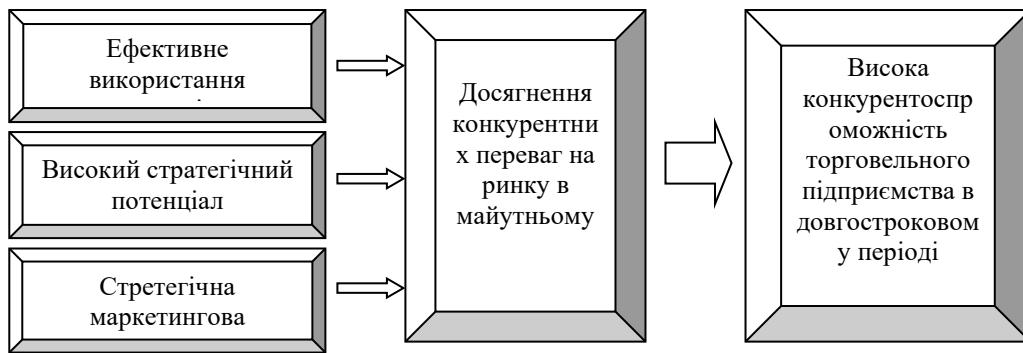 Ефективне
використання
Високий стратегічний
потенціал
Стретегічна
маркетингова
Досягнення
конкурентни
х переваг на
ринку в
майутньому
Висока
конкурентоспр
оможність
торговельного
підприємства в
довгостроковом
у періоді